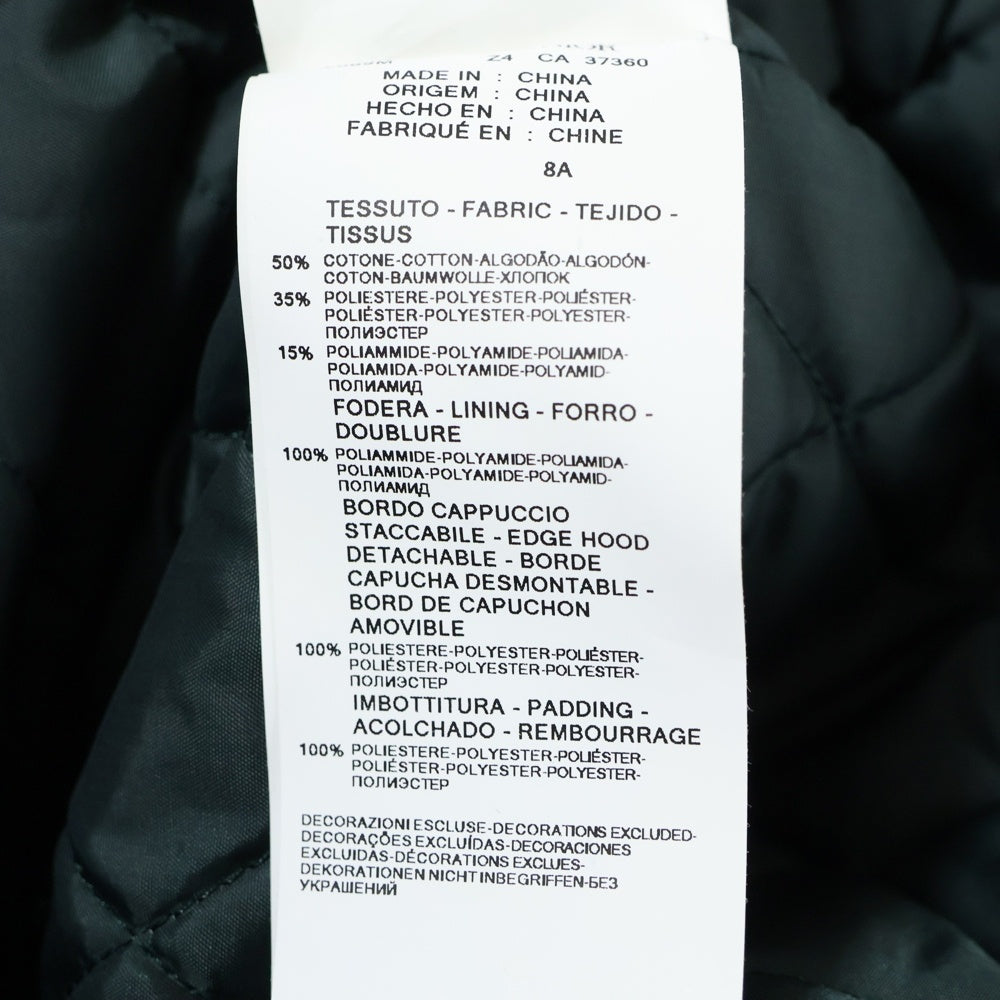 24 CA 37360
MADE IN : CHINA
ORIGEM : CHINA
HECHO EN : CHINA
FABRIQUÉ EN : CHINE
8A
TESSUTO - FABRIC - TEJIDO -
TISSUS
50% COTONE-COTTON-ALGODÃO-ALGODÓN-
COTON-BAUMWOLLE-ХЛОПОК
35% POLIESTERE-POLYESTER-POLIÉSTER-
POLIÉSTER-POLYESTER-POLYESTER-
ПОЛИЭСТЕР
15% POLIAMMIDE-POLYAMIDE-POLIAMIDA-
POLIAMIDA-POLYAMIDE-POLYAMID-
ПОЛИАМИД
FODERA - LINING - FORRO -
DOUBLURE
100% POLIAMMIDE-POLYAMIDE-POLIAMIDA-
POLIAMIDA-POLYAMIDE-POLYAMID-
ПОЛИАМИД
BORDO CAPPUCCIO
STACCABILE - EDGE HOOD
DETACHABLE - BORDE
CAPUCHA DESMONTABLE -
BORD DE CAPUCHON
AMOVIBLE
100% POLIESTERE-POLYESTER-POLIÉSTER-
POLIÉSTER-POLYESTER-POLYESTER-
ПОЛИЭСТЕР
IMBOTTITURA - PADDING -
ACOLCHADO - REMBOURRAGE
100% POLIESTERE-POLYESTER-POLIÉSTER-
POLIÉSTER-POLYESTER-POLYESTER-
ПОЛИЭСТЕР
DECORAZIONI ESCLUSE-DECORATIONS EXCLUDED-
DECORAÇÕES EXCLUÍDAS-DECORACIONES
EXCLUIDAS-DÉCORATIONS EXCLUES-
DEKORATIONEN NICHT INBEGRIFFEN-БЕЗ
УКРАШЕНИЙ